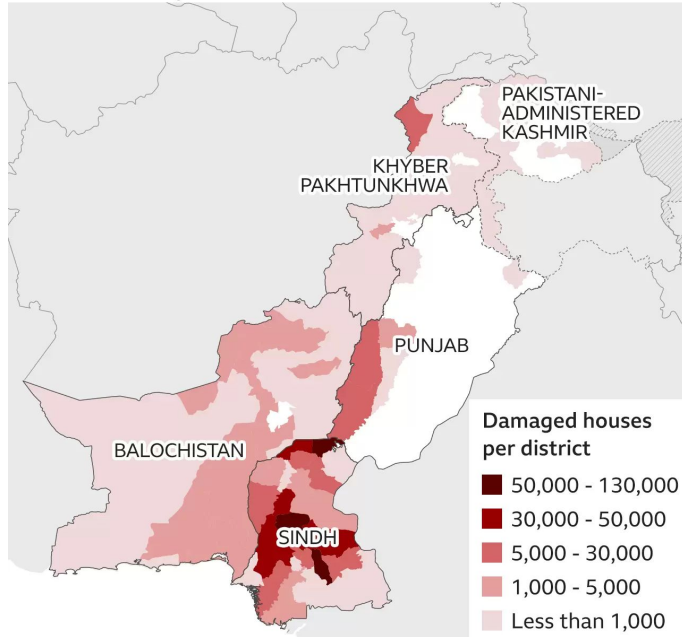 PAKISTANI-
ADMINISTERED
KASHMIR
KHYBER
PAKHTUNKHWA
PUNJAB
BALOCHISTAN
SINDH
Damaged houses
per district
50,000 - 130,000
30,000 - 50,000
5,000 - 30,000
1,000 - 5,000
Less than 1,000